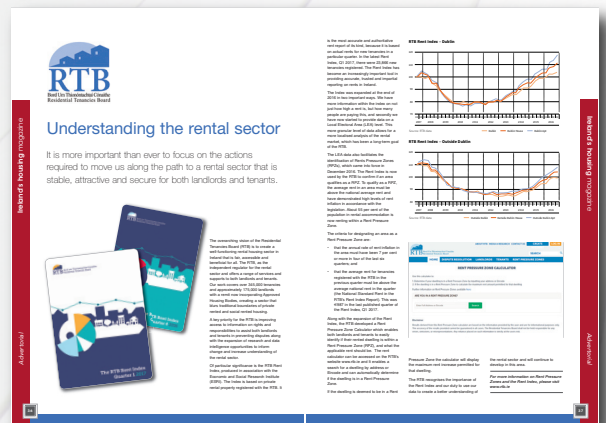 RTB
Bord Um Thionóntachtaí Cónaithe
Residential Tenancies Board
Understanding the rental sector
It is more important than ever to focus on the actions
required to move us along the path to a rental sector that is
stable, attractive and secure for both landlords and tenants.
Ireland's housing magazine
Advertorial
The RTB Rent Index
Quarter 1 2017
The overarching vision of the Residential
Tenancies Board (RTB) is to create a
well-functioning rental housing sector in
Ireland that is fair, accessible and
beneficial for all. The RTB, as the
independent regulator for the rental
sector and offers a range of services and
supports to both landlords and tenants.
Our work covers over 340,000 tenancies
and approximately 175,000 landlords
with a remit now incorporating Approved
Housing Bodies, creating a sector that
blurs traditional boundaries of private
rented and social rented housing.
A key priority for the RTB is improving
access to information on rights and
responsibilities to assist both landlords
and tenants in preventing disputes along
with the expansion of research and data
intelligence opportunities to inform
change and increase understanding of
the rental sector.
Of particular significance is the RTB Rent
Index, produced in association with the
Economic and Social Research Institute
(ESRI). The Index is based on private
rental property registered with the RTB. It
is the most accurate and authoritative
rent report of its kind, because it is based
on actual rents for new tenancies in a
particular quarter. In the latest Rent
Index, Q1 2017, there were
tenancies registered. The Rent Index has
become an increasingly important tool in
providing accurate, trusted and impartial
reporting on rents in Ireland.
The Index was expanded at the end of
2016 in two important ways. We have
more information within the index on not
just how high a rent is, but how many
people are paying this, and secondly we
have now started to provide data on a
Local Electoral Area (LEA) level. This
more granular level of data allows for a
more localised analysis of the rental
market, which has been a long-term goal
of the RTB.
The LEA data also facilitates the
identification of Rents Pressure Zones
(RPZs), which came into force in
December 2016. The Rent Index is now
used by the RTB to confirm if an area
qualifies as a RPZ. To qualify as a RPZ,
the average rent in an area must be
above the national average rent and
have demonstrated high levels of rent
inflation in accordance with the
legislation. About 55 per cent of the
population in rental accommodation is
now renting within a RPZ.
The criteria for designating an area as a
Rent Pressure Zone are:
• that the annual rate of rent inflation in
the area must have been 7 per cent
or more in four of the last six
quarters; and
• that the average rent for tenancies
registered with the RTB in the
previous quarter must be above the
average national rent in the quarter
(the National Standard Rent in the
RTB's Rent Index Report). This was
€987 in the last published quarter of
the Rent Index, Q1 2017.
Along with the expansion of the Rent
Index, the RTB developed a Rent
Pressure Zone Calculator which enables
both landlords and tenants to easily
identify if their rented dwelling is within a
Rent Pressure Zone (RPZ), and what the
applicable rent should be. The rent
calculator can be accessed on the RTB's
website www.rtb.ie and it enables a
search for a dwelling by address or
Eircode and can automatically determine
if the dwelling is in a Rent Pressure
Zone.
If the dwelling is deemed to be in a Rent
RTB Rent Index - Dublin
RTB Rent Index - Outside Dublin
RTB
RENT PRESSURE ZONE CALCULATOR
Pressure Zone the calculator will display
the maximum rent increase permitted for
that dwelling.
The RTB recognises the importance of
the Rent Index and our duty to use our
data to create a better understanding of
the rental sector and will continue to
develop in this area.
For more information on Rent Pressure
Zones and the Rent Index, please visit
www.rtb.ie
Ireland's housing magazine
Advertorial